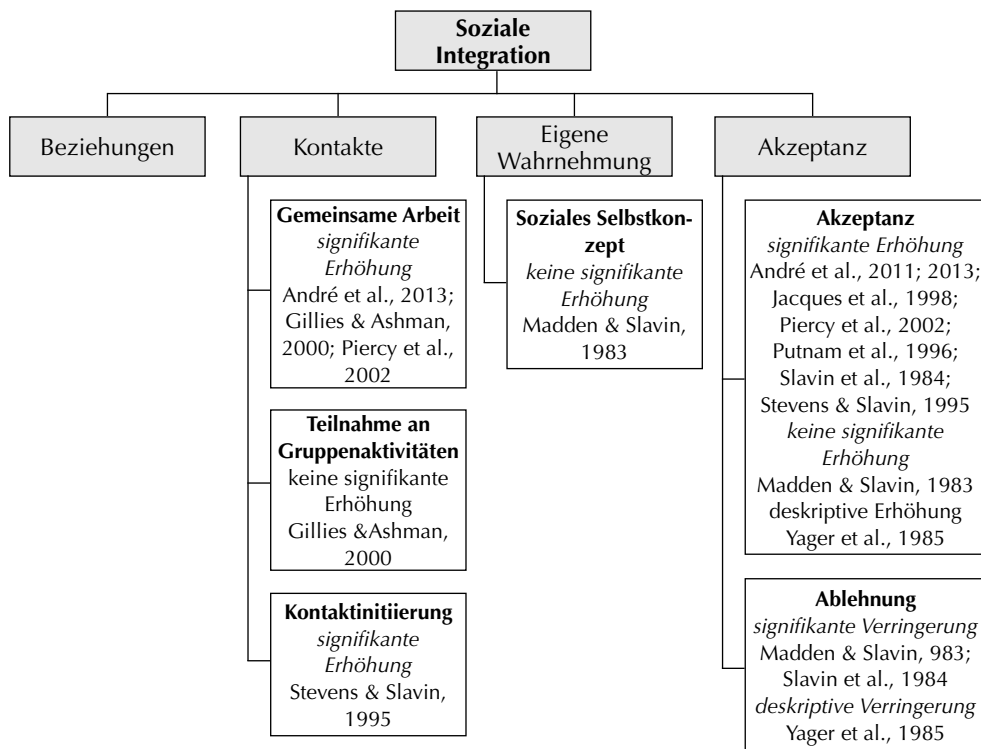 Soziale
Integration
Beziehungen
Kontakte
Eigene
Wahrnehmung
Akzeptanz
Gemeinsame Arbeit
signifikante
Erhöhung
André et al., 2013;
Gillies & Ashman,
2000; Piercy et al.,
2002
Teilnahme an
Gruppenaktivitäten
keine signifikante
Erhöhung
Gillies &Ashman,
2000
Kontaktinitiierung
signifikante
Erhöhung
Stevens & Slavin,
1995
Soziales Selbstkon-
zept
keine signifikante
Erhöhung
Madden & Slavin,
1983
Akzeptanz
signifikante Erhöhung
André et al., 2011; 2013;
Jacques et al., 1998;
Piercy et al., 2002;
Putnam et al., 1996;
Slavin et al., 1984;
Stevens & Slavin, 1995
keine signifikante
Erhöhung
Madden & Slavin, 1983
deskriptive Erhöhung
Yager et al., 1985
Ablehnung
signifikante Verringerung
Madden & Slavin, 983;
Slavin et al., 1984
deskriptive Verringerung
Yager et al., 1985